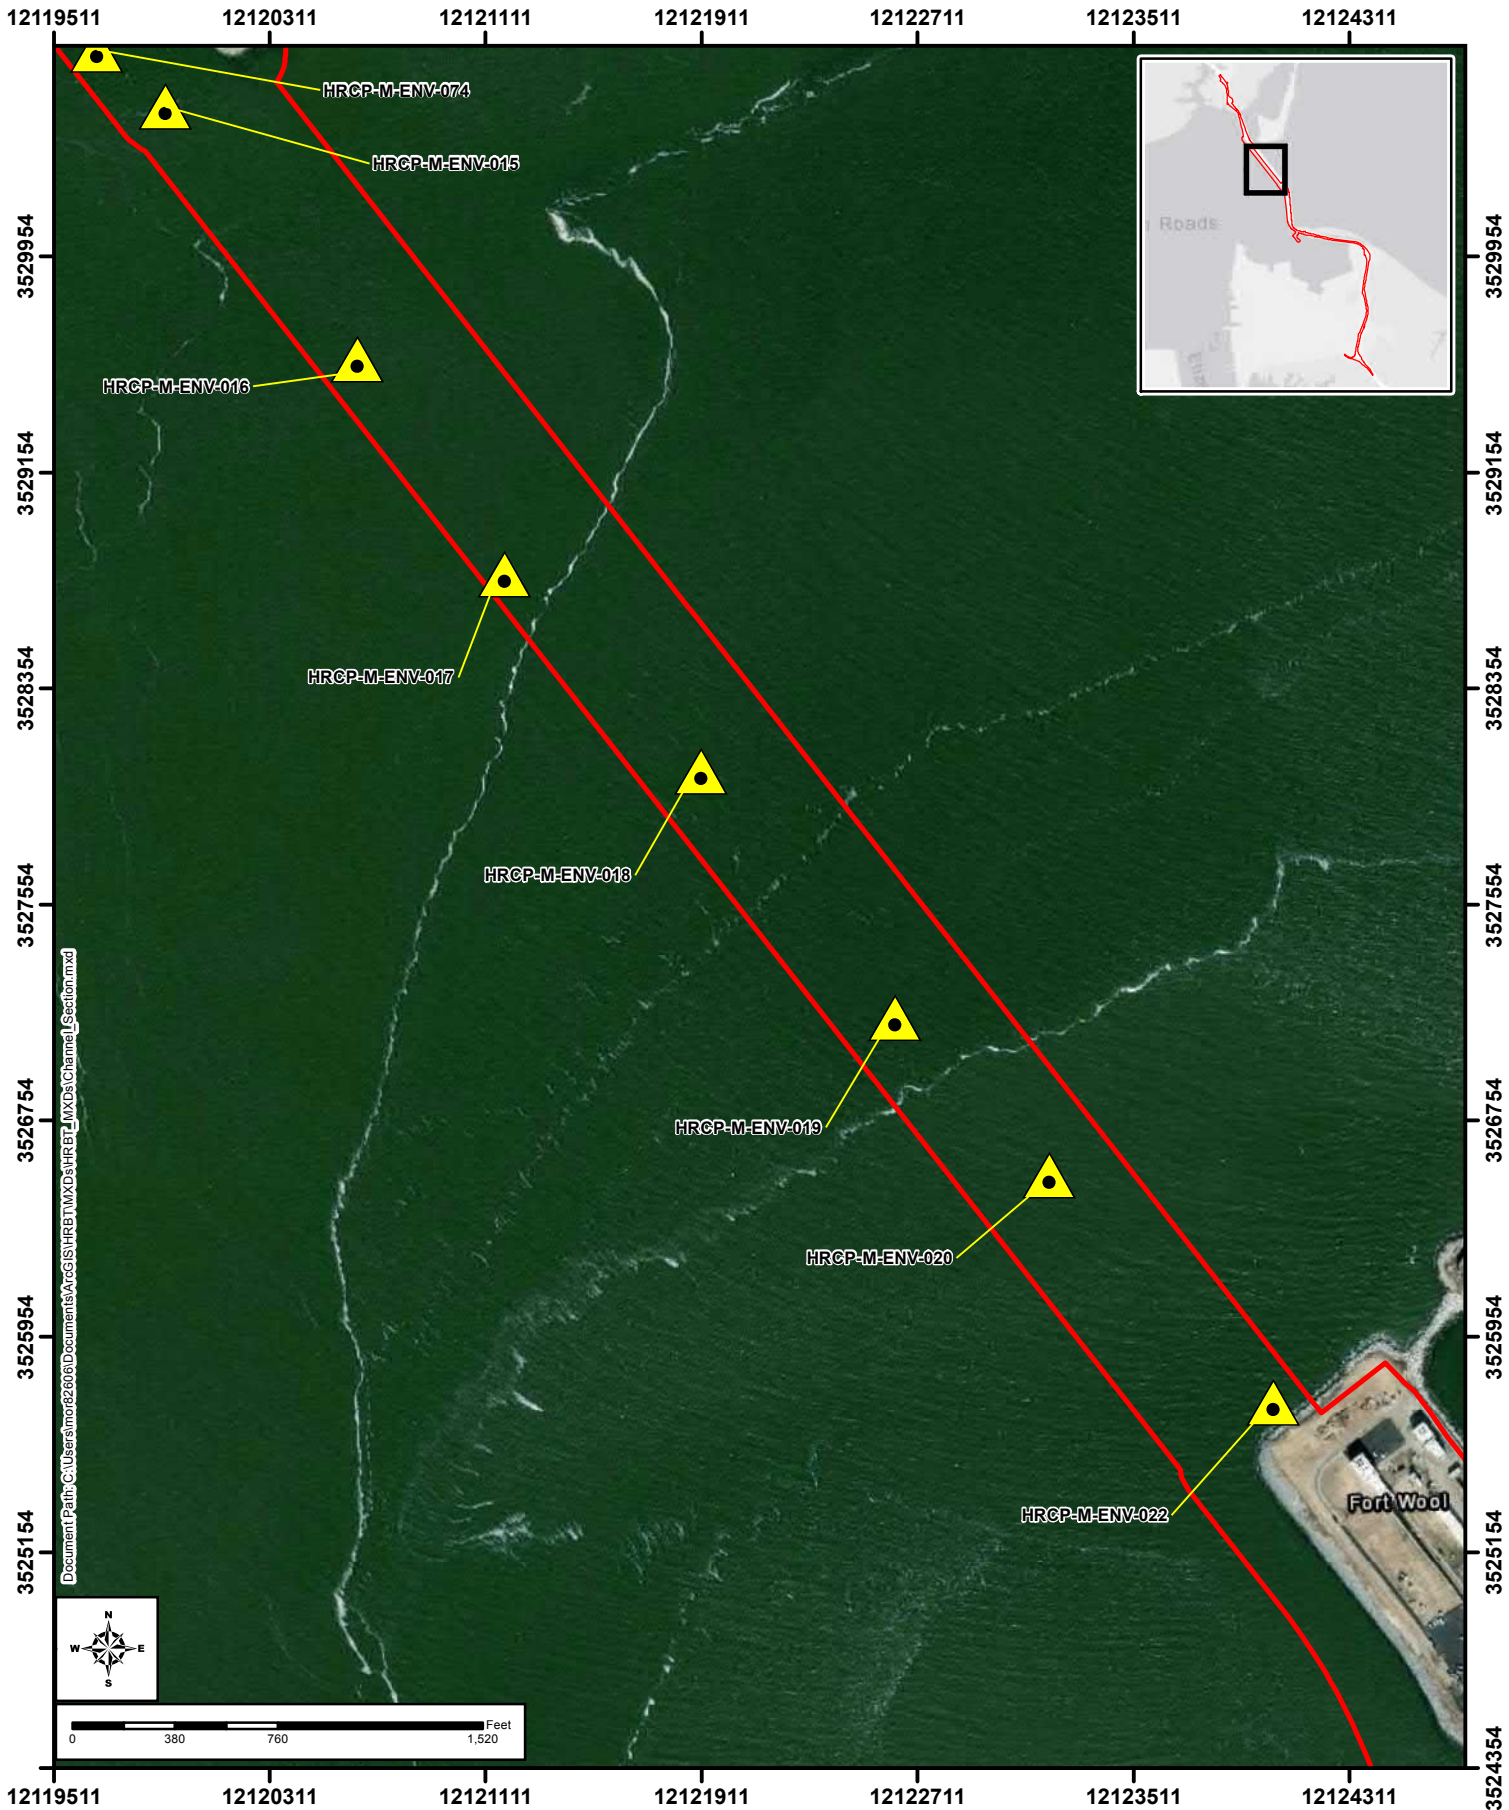 12119511 12120311 12121111 12121911 12122711 12123511 12124311
HRCP-M-ENV-074
HRCP-M-ENV-015
Roads
3529954 3529954
HRCP-M-ENV-016
3529154 3529154
HRCP-M-ENV-017
3528354 3528354
HRCP-M-ENV-018
3527554 3527554
Document Path: C:\Users\mor82606\Documents\ArcGIS\HRBT\MXDs\HRBT_MXDs\Channel_Section.mxd
3526754 3526754
HRCP-M-ENV-019
HRCP-M-ENV-020
3525954 3525954
Fort Wool
HRCP-M-ENV-022
3525154 3525154
N
W E
S
Feet
0 380 760 1,520
3524354
12119511 12120311 12121111 12121911 12122711 12123511 12124311